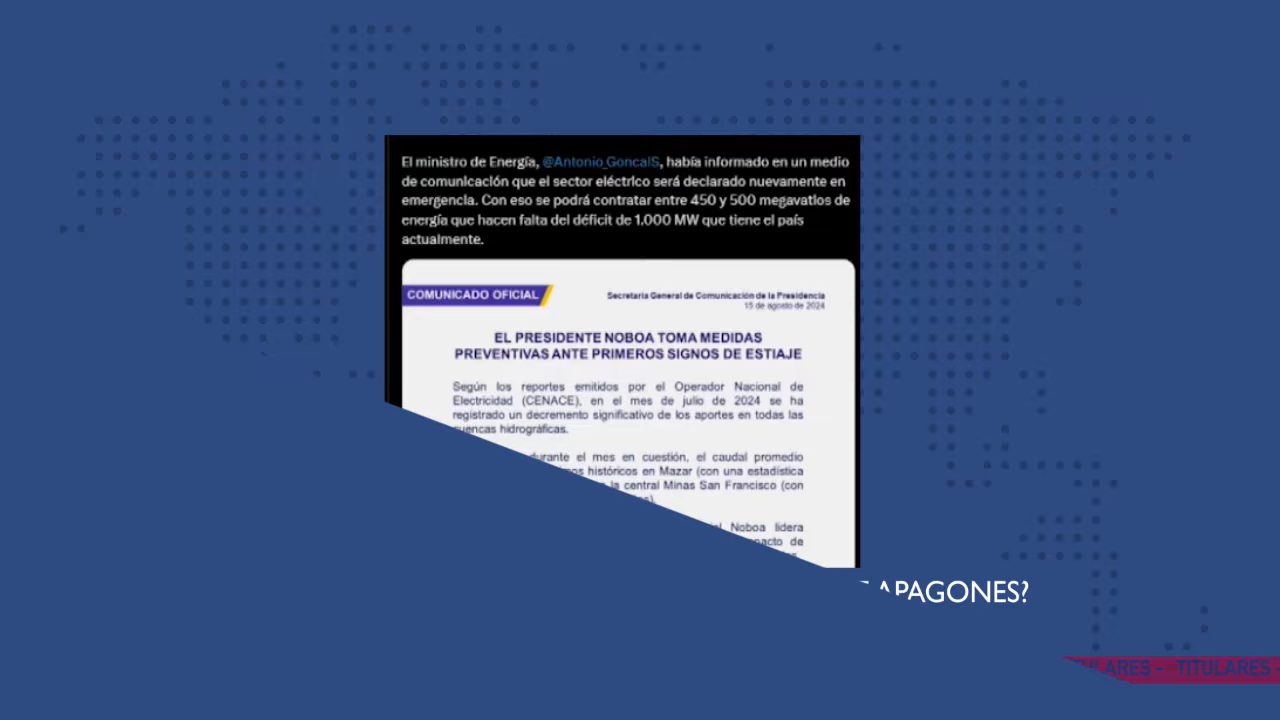 El ministro de Energía, @Antonio_GoncalS, había informado en un medio
de comunicación que el sector eléctrico será declarado nuevamente en
emergencia. Con eso se podrá contratar entre 450 y 500 megavatios de
energía que hacen falta del déficit de 1.000 MW que tiene el país
actualmente.
COMUNICADO OFICIAL
Secretaría General de Comunicación de la Presidencia
15 de agosto de 2024
EL PRESIDENTE NOBOA TOMA MEDIDAS
PREVENTIVAS ANTE PRIMEROS SIGNOS DE ESTIAJE
Según los reportes emitidos por el Operador Nacional de
Electricidad (CENACE), en el mes de julio de 2024 se ha
registrado un decremento significativo de los aportes en todas las
cuencas hidrográficas.
durante el mes en cuestión, el caudal promedio
históricos en Mazar (con una estadística
la central Minas San Francisco (con
Noboa lidera
de
APAGONES?
TITULARES -